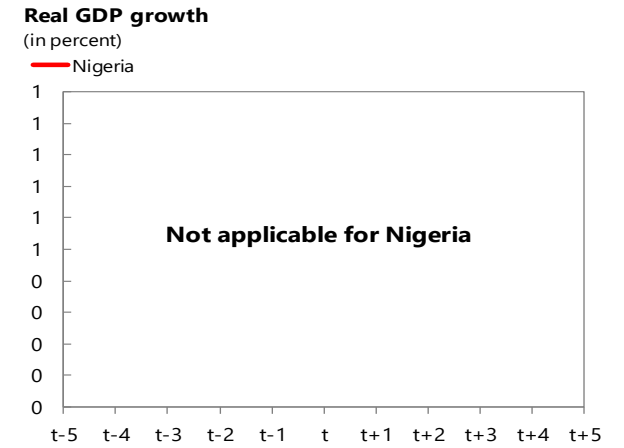 Real GDP growth
(in percent)
Nigeria
1
1
1
1
1
1
0
0
0
0
0
Not applicable for Nigeria
t-5 t-4 t-3 t-2 t-1 t t+1 t+2 t+3 t+4 t+5